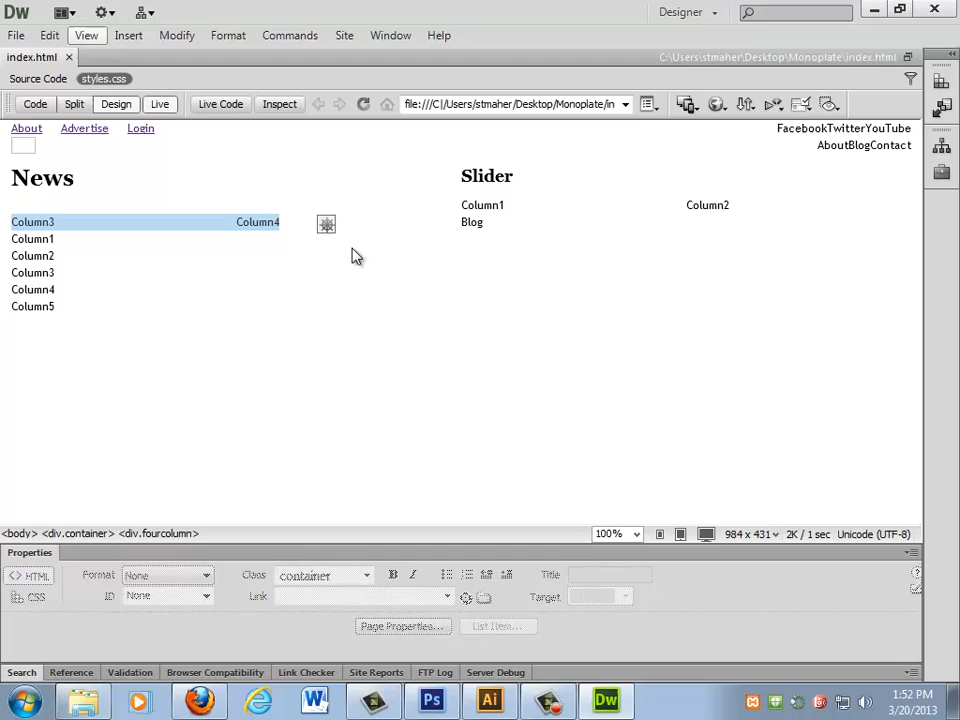 Dw Designer
File Edit View Insert Modify Format Commands Site Window Help
index.html C:\Users\stmaher\Desktop\Monoplate\index.html
Source Code styles.css
Code Split Design Live Live Code Inspect file:///C|/Users/stmaher/Desktop/Monoplate/in
About Advertise Login FacebookTwitterYouTube
AboutBlogContact
News Slider
Column1 Column2
Column3 Column4 Blog
Column1
Column2
Column3
Column4
Column5
<body> <div.container> <div.fourcolumn> 100% 984 x 431 2K / 1 sec Unicode (UTF-8)
Properties
<> HTML Format None Class container B I Title
CSS ID None Link Target
Page Properties... List Item...
Search Reference Validation Browser Compatibility Link Checker Site Reports FTP Log Server Debug
W Ps Ai Dw 1:52 PM
3/20/2013